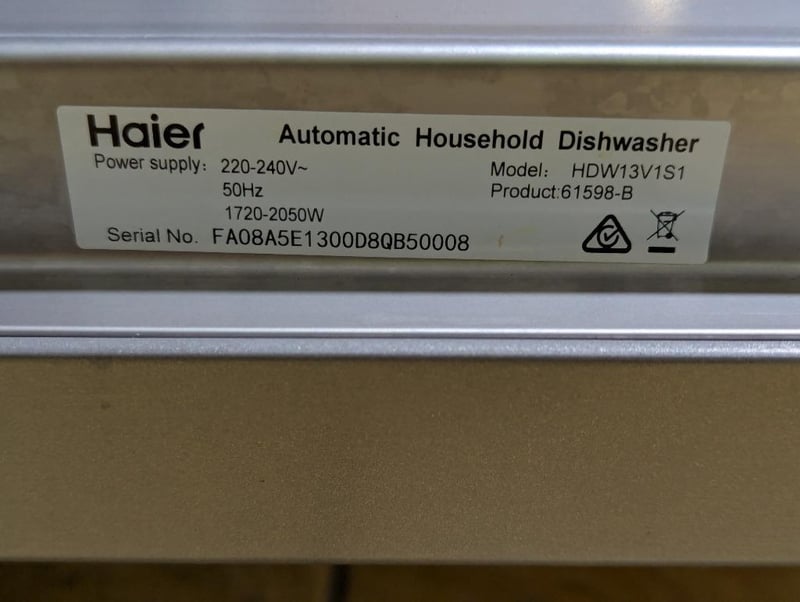 Haier Automatic Household Dishwasher
Power supply: 220-240V~ Model: HDW13V1S1
50Hz Product:61598-B
1720-2050W
Serial No. FA08A5E1300D8QB50008